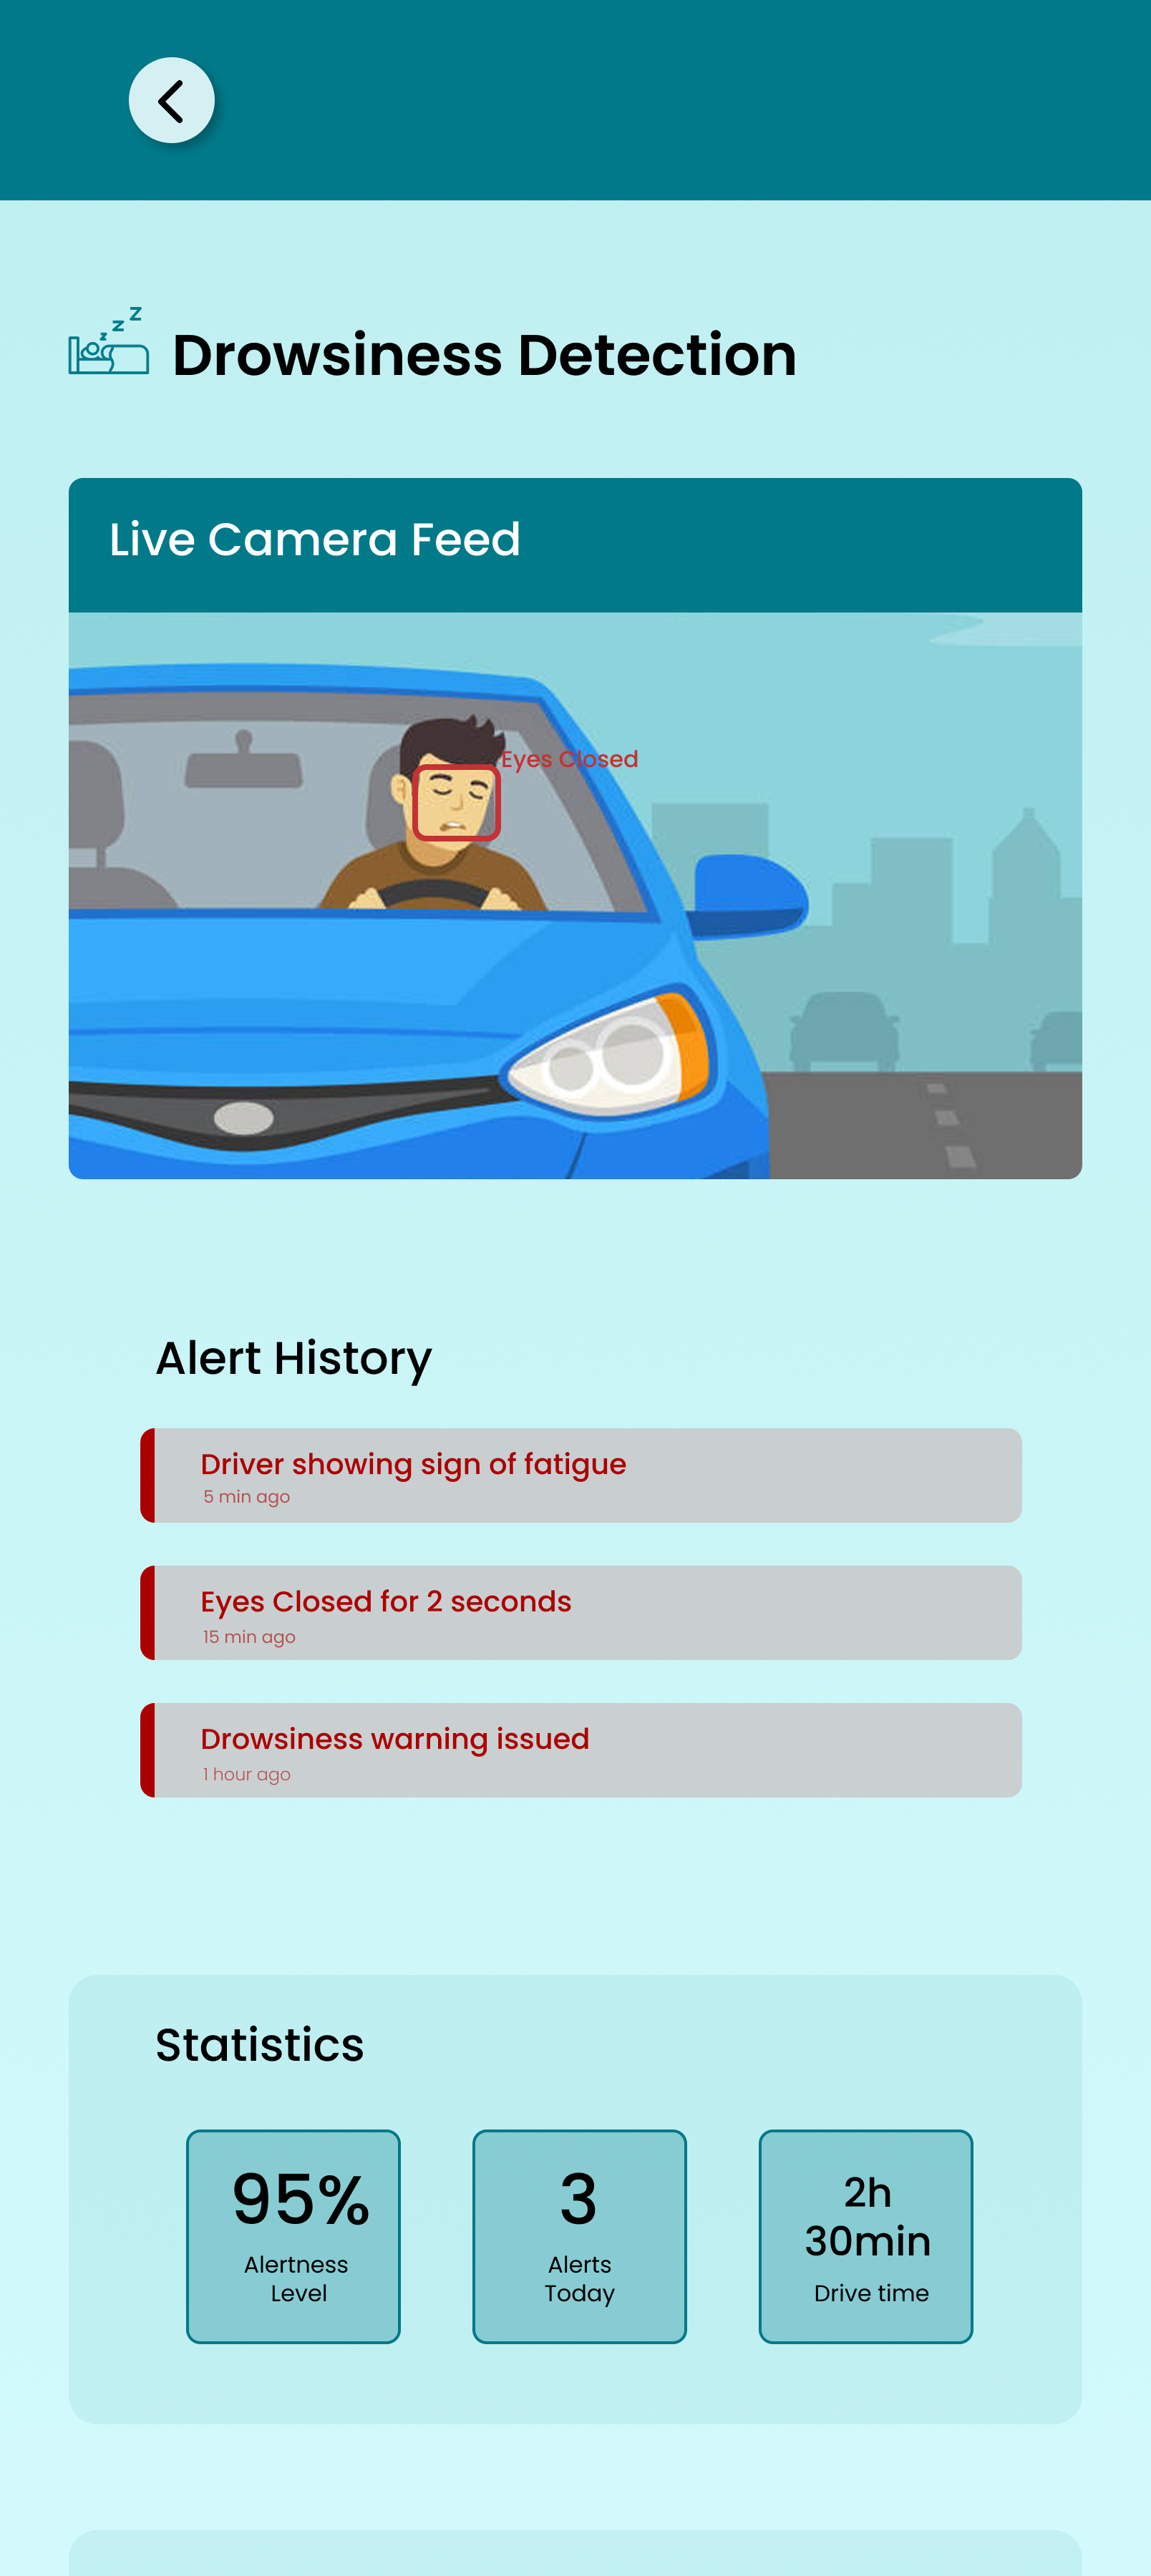 z z z
Drowsiness Detection
Live Camera Feed
Eyes Closed
Alert History
Driver showing sign of fatigue
5 min ago
Eyes Closed for 2 seconds
15 min ago
Drowsiness warning issued
1 hour ago
Statistics
95%
Alertness
Level
3
Alerts
Today
2h
30min
Drive time